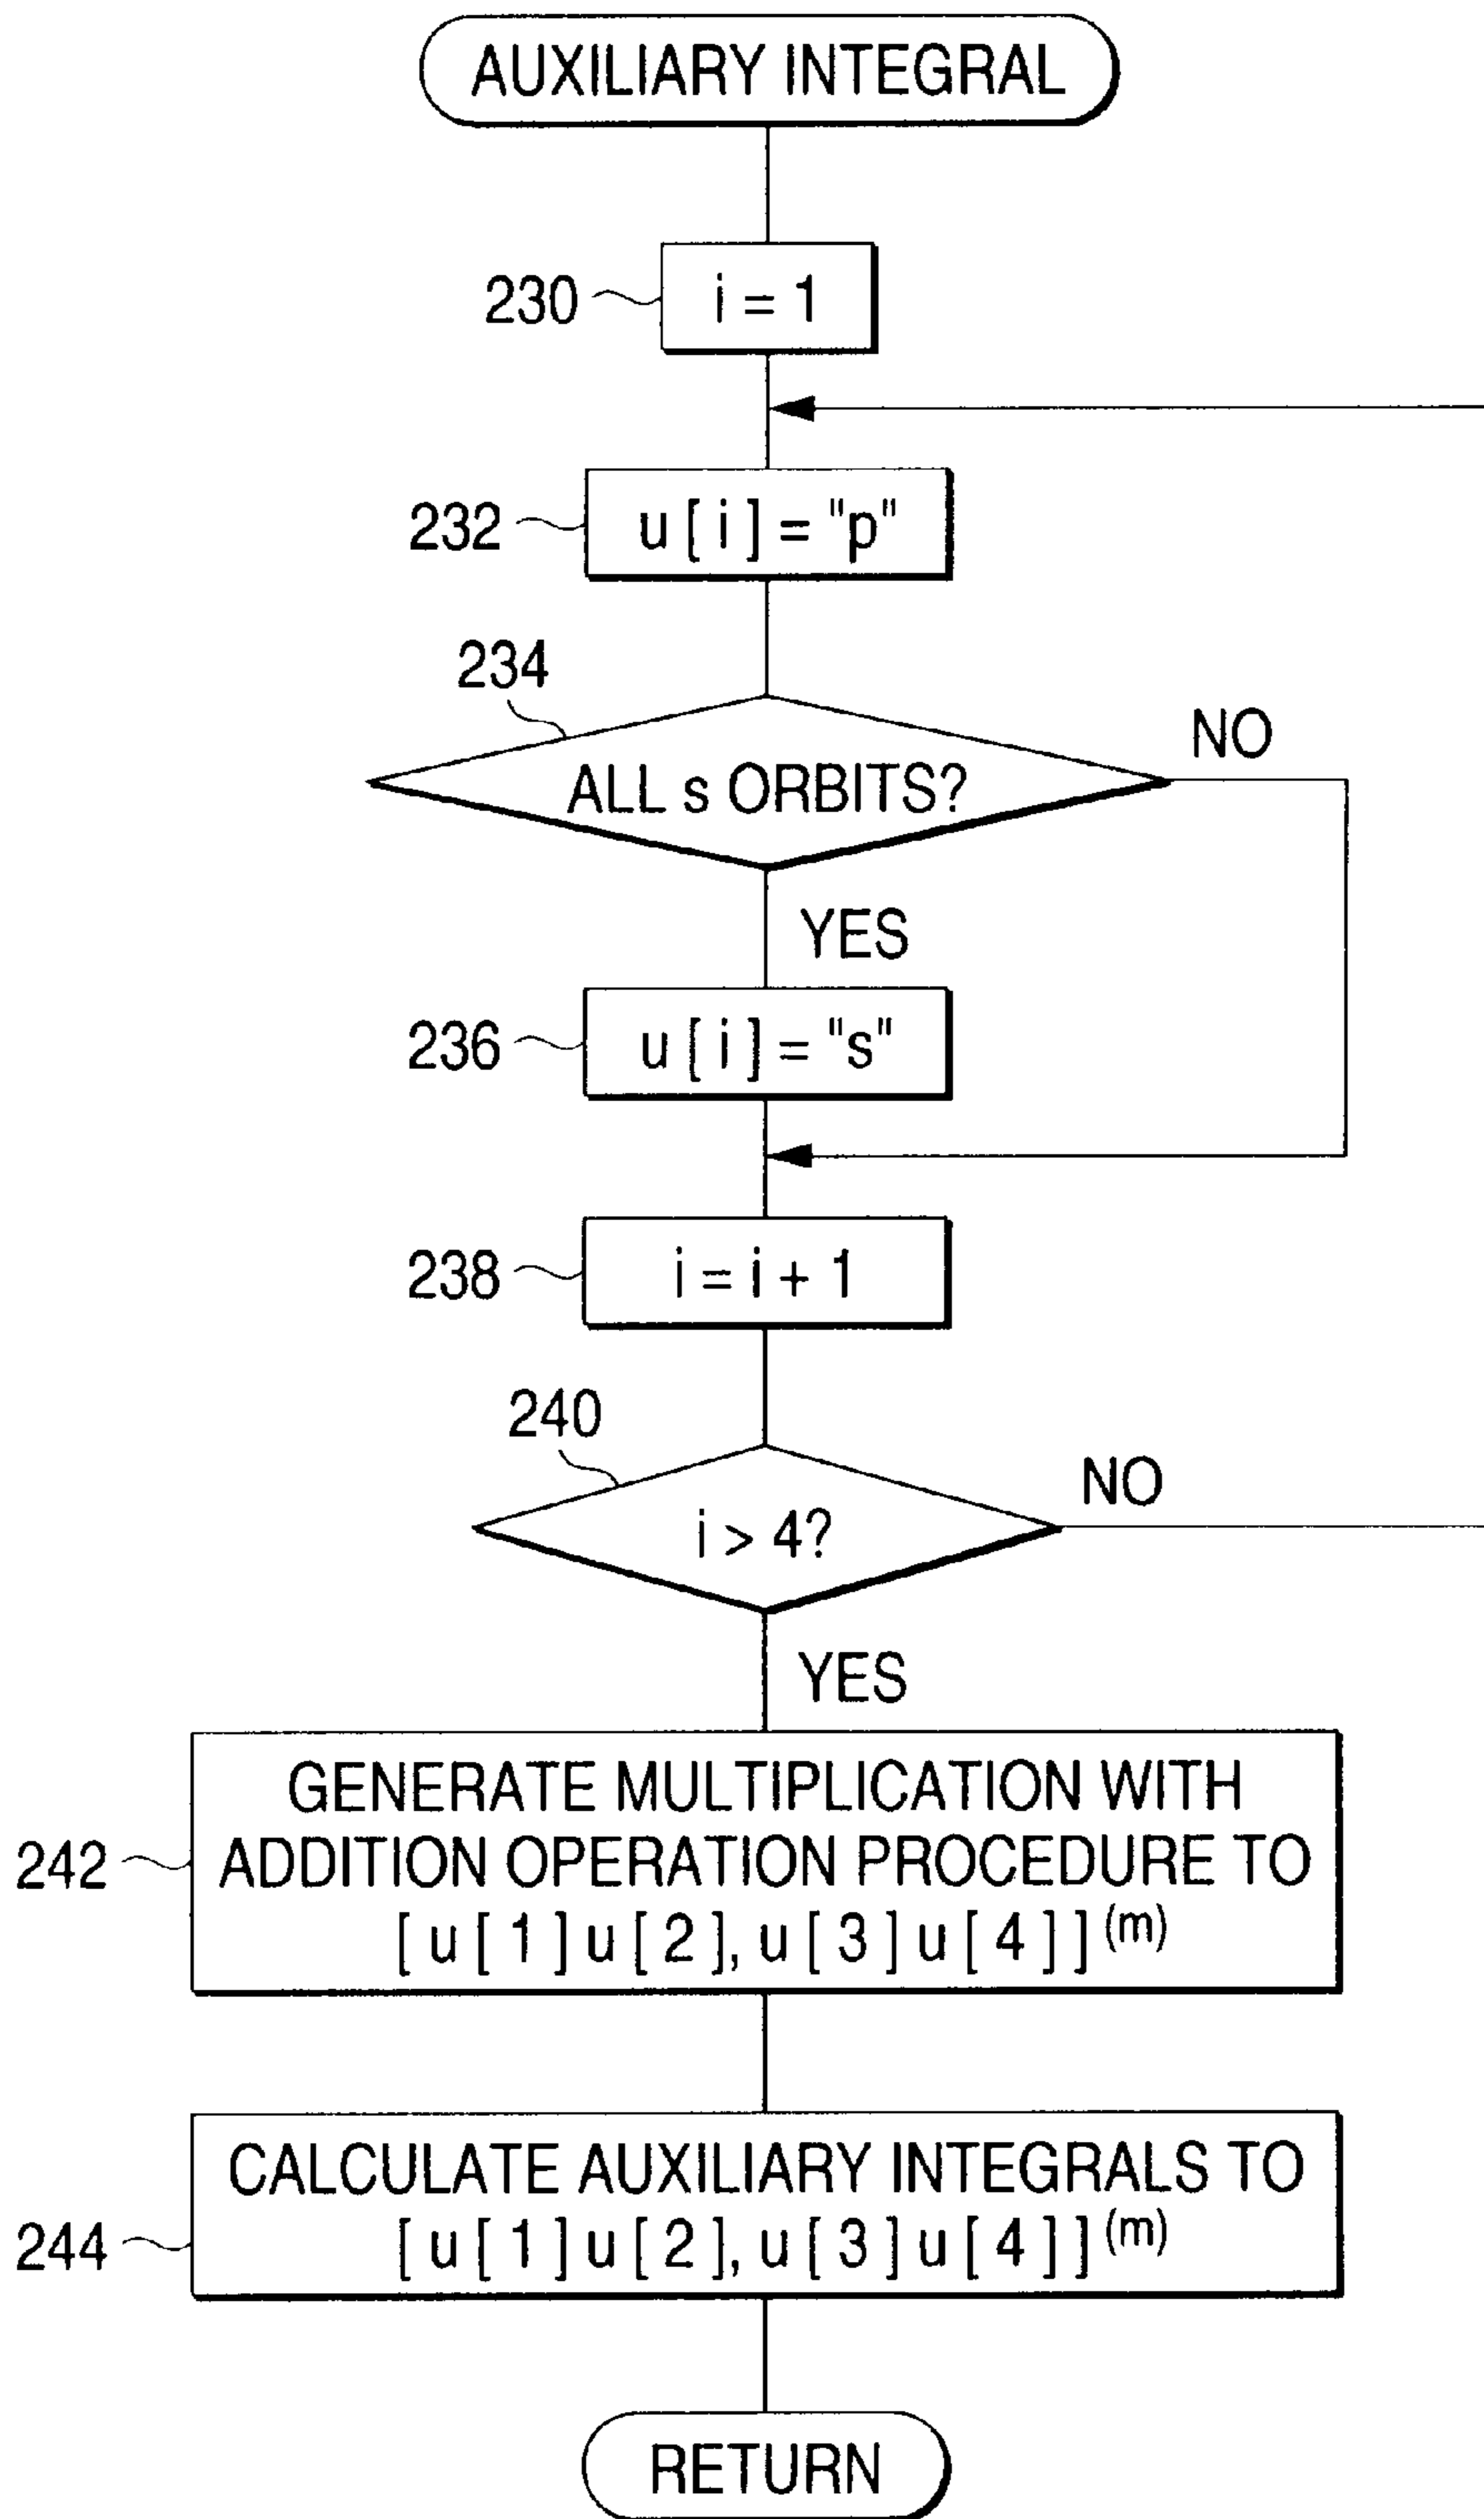 AUXILIARY INTEGRAL
230
i = 1
232
u [ i ] = "p"
234
NO
ALL s ORBITS?
YES
236
u [ i ] = "s"
238
i = i + 1
240
NO
i > 4?
YES
242
GENERATE MULTIPLICATION WITH
ADDITION OPERATION PROCEDURE TO
[ u [ 1 ] u [ 2 ], u [ 3 ] u [ 4 ] ] (m)
244
CALCULATE AUXILIARY INTEGRALS TO
[ u [ 1 ] u [ 2 ], u [ 3 ] u [ 4 ] ] (m)
RETURN